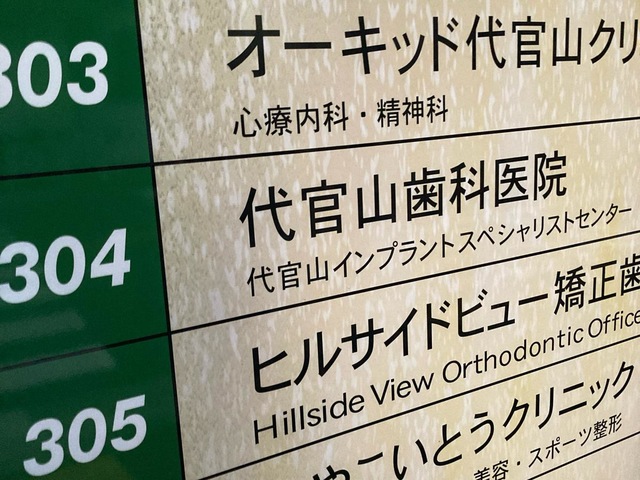 303
オーキッド代官山クリ
心療内科・精神科
304
代官山歯科医院
代官山インプラントスペシャリストセンター
305
ヒルサイドビュー矯正歯
Hillside View Orthodontic Office
いとうクリニック
美容・スポーツ整形